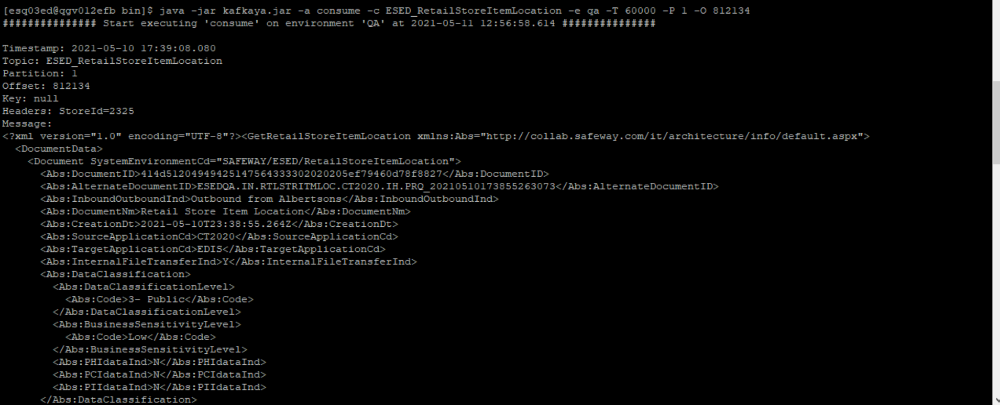 [esq03ed@qgv012efb bin]$ java -jar kafkaya.jar -a consume -c ESED_RetailStoreItemLocation -e qa -T 60000 -P 1 -O 812134
############### Start executing 'consume' on environment 'QA' at 2021-05-11 12:56:58.614 ###############
Timestamp: 2021-05-10 17:39:08.080
Topic: ESED_RetailStoreItemLocation
Partition: 1
Offset: 812134
Key: null
Headers: StoreId=2325
Message:
<?xml version="1.0" encoding="UTF-8"?><GetRetailStoreItemLocation xmlns:Abs="http://collab.safeway.com/it/architecture/info/default.aspx">
  <DocumentData>
    <Document SystemEnvironmentCd="SAFEWAY/ESED/RetailStoreItemLocation">
      <Abs:DocumentID>414d51204949425147564333302020205ef79460d78f8827</Abs:DocumentID>
      <Abs:AlternateDocumentID>ESEDQA.IN.RTLSTRITMLOC.CT2020.IH.PRQ_20210510173855263073</Abs:AlternateDocumentID>
      <Abs:InboundOutboundInd>Outbound from Albertsons</Abs:InboundOutboundInd>
      <Abs:DocumentNm>Retail Store Item Location</Abs:DocumentNm>
      <Abs:CreationDt>2021-05-10T23:38:55.264Z</Abs:CreationDt>
      <Abs:SourceApplicationCd>CT2020</Abs:SourceApplicationCd>
      <Abs:TargetApplicationCd>EDIS</Abs:TargetApplicationCd>
      <Abs:InternalFileTransferInd>Y</Abs:InternalFileTransferInd>
      <Abs:DataClassification>
        <Abs:DataClassificationLevel>
          <Abs:Code>3- Public</Abs:Code>
        </Abs:DataClassificationLevel>
        <Abs:BusinessSensitivityLevel>
          <Abs:Code>Low</Abs:Code>
        </Abs:BusinessSensitivityLevel>
        <Abs:PHIdataInd>N</Abs:PHIdataInd>
        <Abs:PCIdataInd>N</Abs:PCIdataInd>
        <Abs:PIIdataInd>N</Abs:PIIdataInd>
      </Abs:DataClassification>